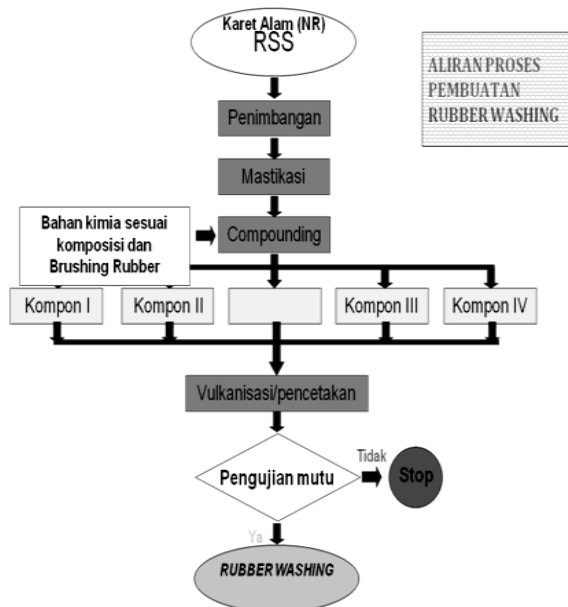 Karet Alam (NR)
RSS
ALIRAN PROSES
PEMBUATAN
RUBBER WASHING
Penimbangan
Mastikasi
Bahan kimia sesuai
komposisi dan
Brushing Rubber
Compounding
Kompon I
Kompon II
Kompon III
Kompon IV
Vulkanisasi/pencetakan
Pengujian mutu
Tidak
Stop
Ya
RUBBER WASHING